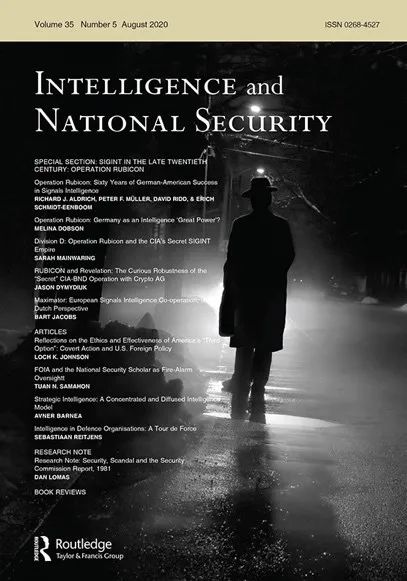 Volume 35 Number 5 August 2020
ISSN 0268-4527
INTELLIGENCE and
NATIONAL SECURITY
SPECIAL SECTION: SIGINT IN THE LATE TWENTIETH
CENTURY: OPERATION RUBICON
Operation Rubicon: Sixty Years of German-American Success
in Signals Intelligence
RICHARD J. ALDRICH, PETER F. MÜLLER, DAVID RIDD, & ERICH
SCHMIDT-EENBOOM
Operation Rubicon: Germany as an Intelligence ‘Great Power’?
MELINA DOBSON
Division D: Operation Rubicon and the CIA’s Secret SIGINT
Empire
SARAH MAINWARING
RUBICON and Revelation: The Curious Robustness of the
“Secret” CIA-BND Operation with Crypto AG
JASON DYMYDIUK
Maximator: European Signals Intelligence Co-operation, a
Dutch Perspective
BART JACOBS
ARTICLES
Reflections on the Ethics and Effectiveness of America’s “Third
Option”: Covert Action and U.S. Foreign Policy
LOCH K. JOHNSON
FOIA and the National Security Scholar as Fire-Alarm
Oversightt
TUAN N. SAMAHON
Strategic Intelligence: A Concentrated and Diffused Intelligence
Model
AVNER BARNEA
Intelligence in Defence Organisations: A Tour de Force
SEBASTIAAN REITJENS
RESEARCH NOTE
Research Note: Security, Scandal and the Security
Commission Report, 1981
DAN LOMAS
BOOK REVIEWS
ROUTLEDGE
Routledge
Taylor & Francis Group